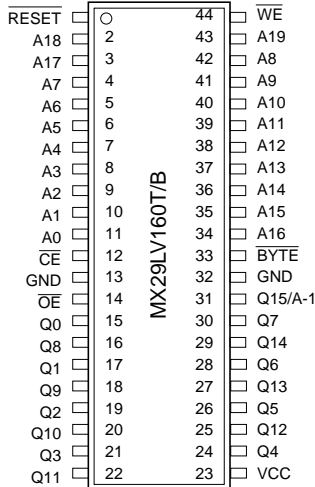 RESET 44 WE
A18 2 43 A19
A17 3 42 A8
A7 4 41 A9
A6 5 40 A10
A5 6 39 A11
A4 7 38 A12
A3 8 37 A13
A2 9 36 A14
A1 10 35 A15
A0 11 34 A16
CE 12 33 BYTE
GND 13 32 GND
OE 14 31 Q15/A-1
Q0 15 30 Q7
Q8 16 29 Q14
Q1 17 28 Q6
Q9 18 27 Q13
Q2 19 26 Q5
Q10 20 25 Q12
Q3 21 24 Q4
Q11 22 23 VCC
MX29LV160T/B